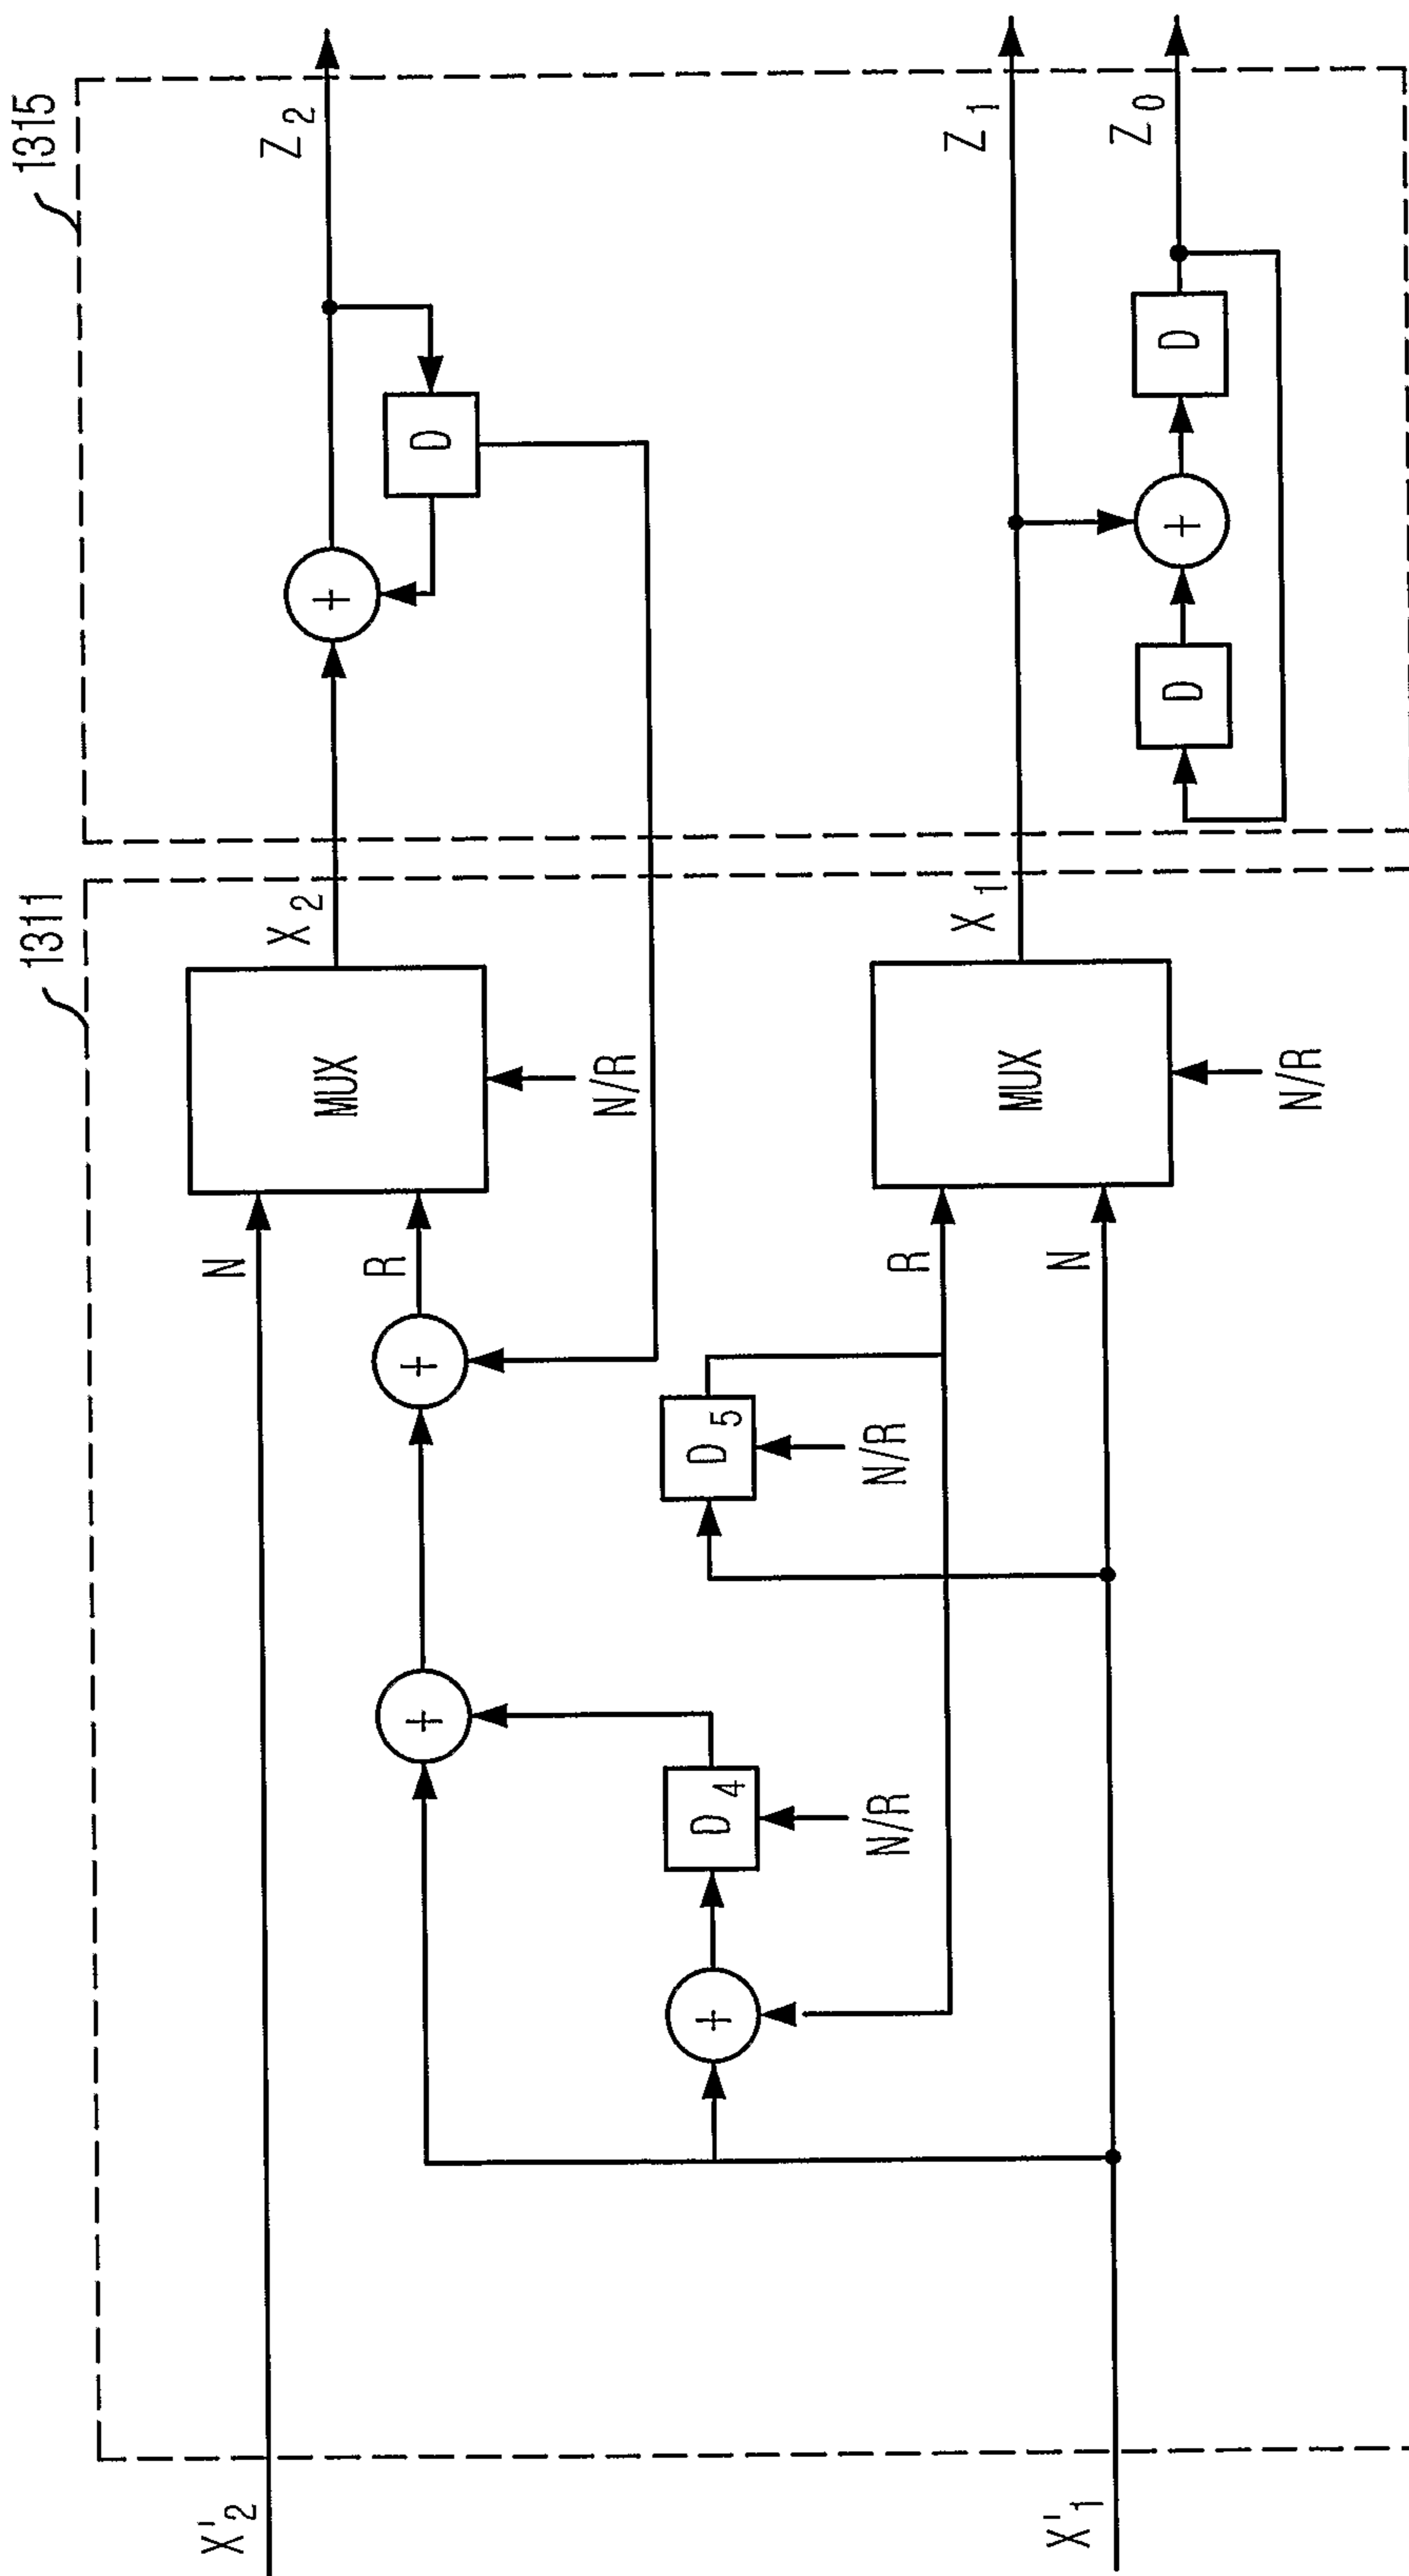 1311
1315
X'2
N
R
MUX
N/R
X2
D
Z2
D4
N/R
D5
N/R
X'1
R
N
MUX
N/R
X1
D
D
Z1
Z0
+
+
+
+
+